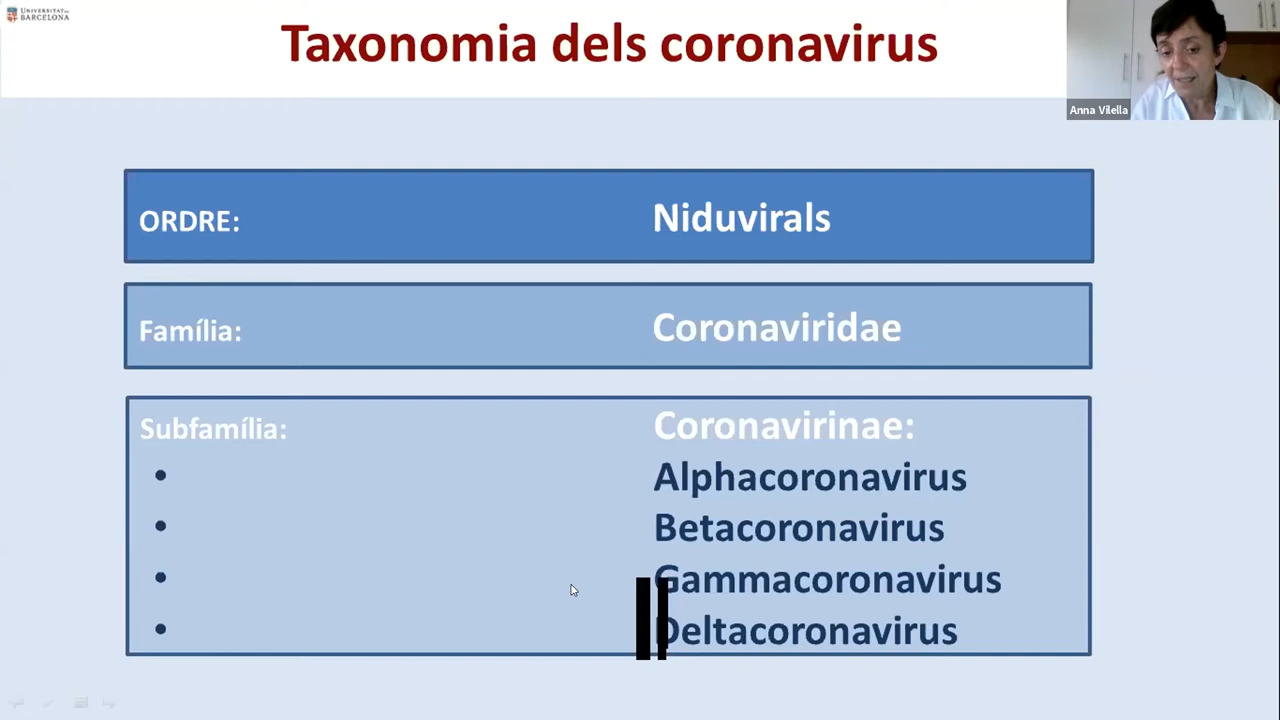 UNIVERSITAT DE
BARCELONA
Taxonomia dels coronavirus
Anna Vilella
ORDRE: Niduvirals
Família: Coronaviridae
Subfamília: Coronavirinae:
• Alphacoronavirus
• Betacoronavirus
• Gammacoronavirus
• Deltacoronavirus